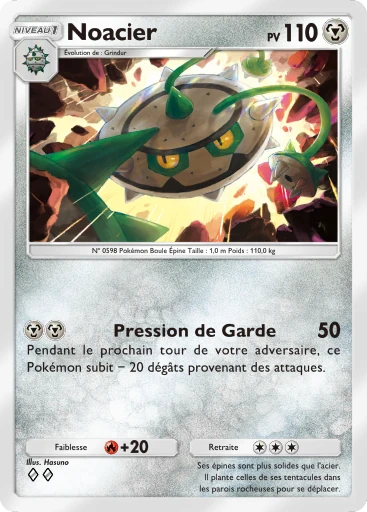 NIVEAU 1
Noacier
PV 110
Évolution de : Grindur
N° 0598 Pokémon Boule Épine Taille : 1,0 m Poids : 110,0 kg
Pression de Garde 50
Pendant le prochain tour de votre adversaire, ce
Pokémon subit – 20 dégâts provenant des attaques.
Faiblesse +20
Retraite
Illus. Hasuno
Ses épines sont plus solides que l'acier.
Il plante celles de ses tentacules dans
les parois rocheuses pour se déplacer.